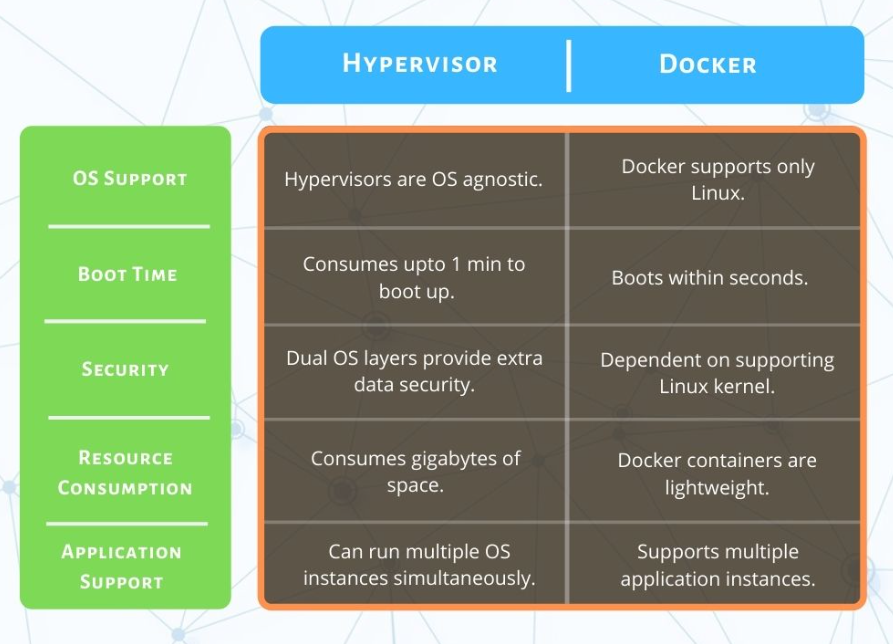 Hypervisor
Docker
OS Support
Hypervisors are OS agnostic.
Docker supports only
Linux.
Boot Time
Consumes upto 1 min to
boot up.
Boots within seconds.
Security
Dual OS layers provide extra
data security.
Dependent on supporting
Linux kernel.
Resource
Consumption
Consumes gigabytes of
space.
Docker containers are
lightweight.
Application
Support
Can run multiple OS
instances simultaneously.
Supports multiple
application instances.